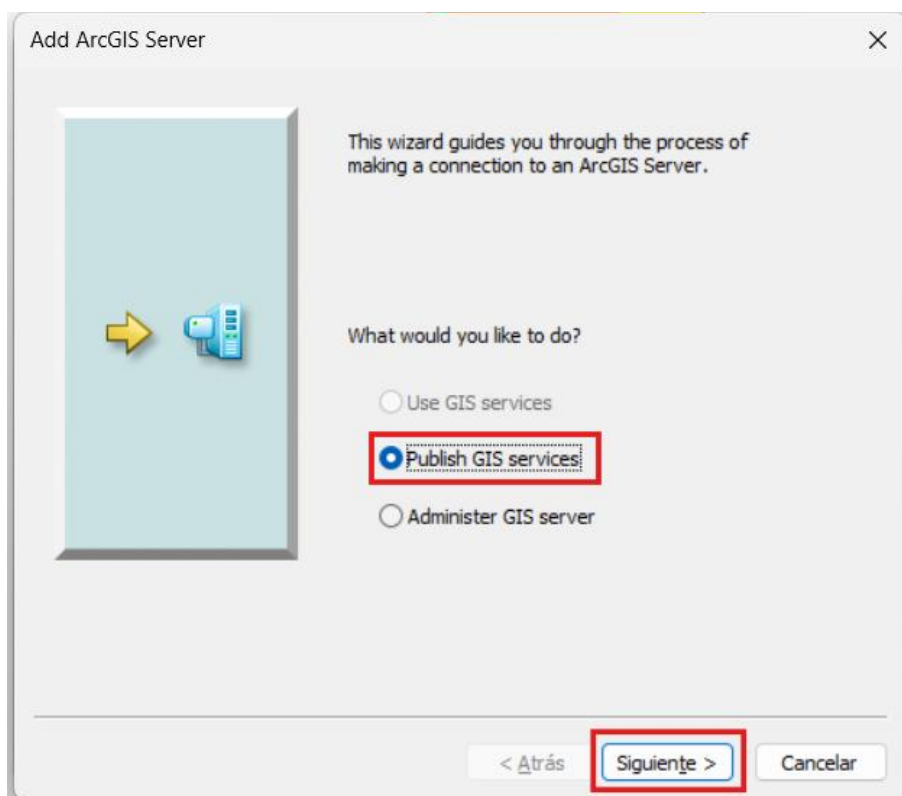 Add ArcGIS Server
This wizard guides you through the process of
making a connection to an ArcGIS Server.
What would you like to do?
Use GIS services
Publish GIS services
Administer GIS server
< Atrás
Siguiente >
Cancelar